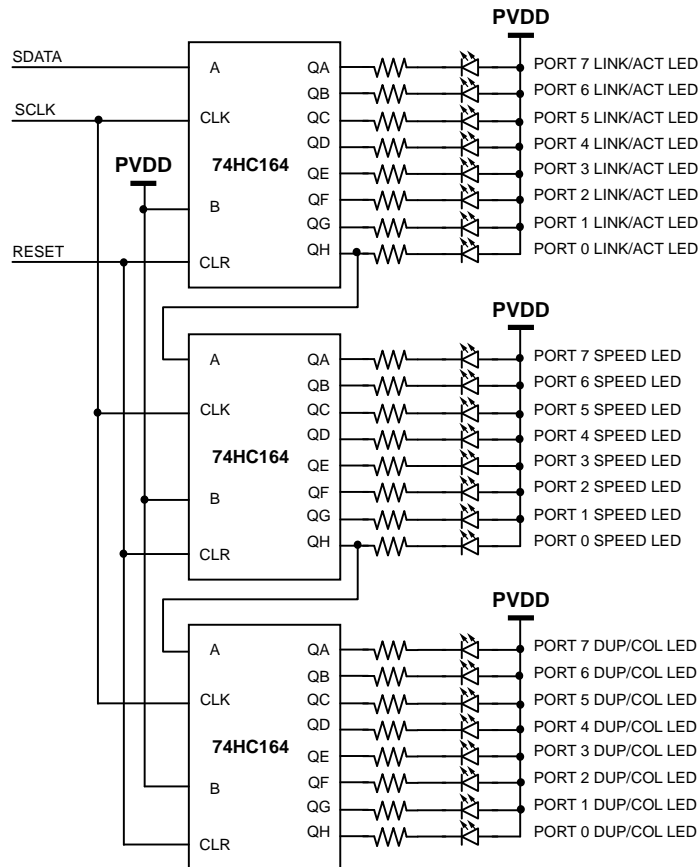 PVDD
SDATA A QA PORT 7 LINK/ACT LED
QB PORT 6 LINK/ACT LED
SCLK CLK QC PORT 5 LINK/ACT LED
QD PORT 4 LINK/ACT LED
PVDD 74HC164 QE PORT 3 LINK/ACT LED
B QF PORT 2 LINK/ACT LED
QG PORT 1 LINK/ACT LED
RESET CLR QH PORT 0 LINK/ACT LED
PVDD
A QA PORT 7 SPEED LED
QB PORT 6 SPEED LED
CLK QC PORT 5 SPEED LED
QD PORT 4 SPEED LED
74HC164 QE PORT 3 SPEED LED
B QF PORT 2 SPEED LED
QG PORT 1 SPEED LED
CLR QH PORT 0 SPEED LED
PVDD
A QA PORT 7 DUP/COL LED
QB PORT 6 DUP/COL LED
CLK QC PORT 5 DUP/COL LED
QD PORT 4 DUP/COL LED
74HC164 QE PORT 3 DUP/COL LED
B QF PORT 2 DUP/COL LED
QG PORT 1 DUP/COL LED
CLR QH PORT 0 DUP/COL LED